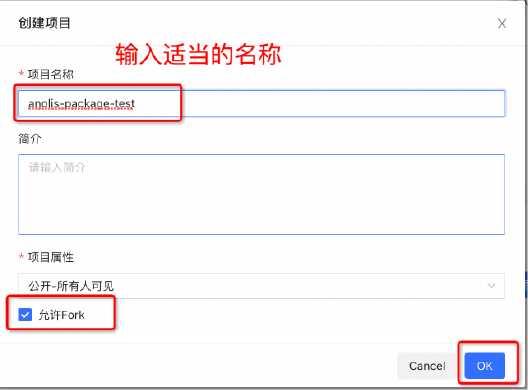 创建项目
输入适当的名称
* 项目名称
anolis-package-test
简介
请输入简介
* 项目属性
公开-所有人可见
允许Fork
Cancel
OK